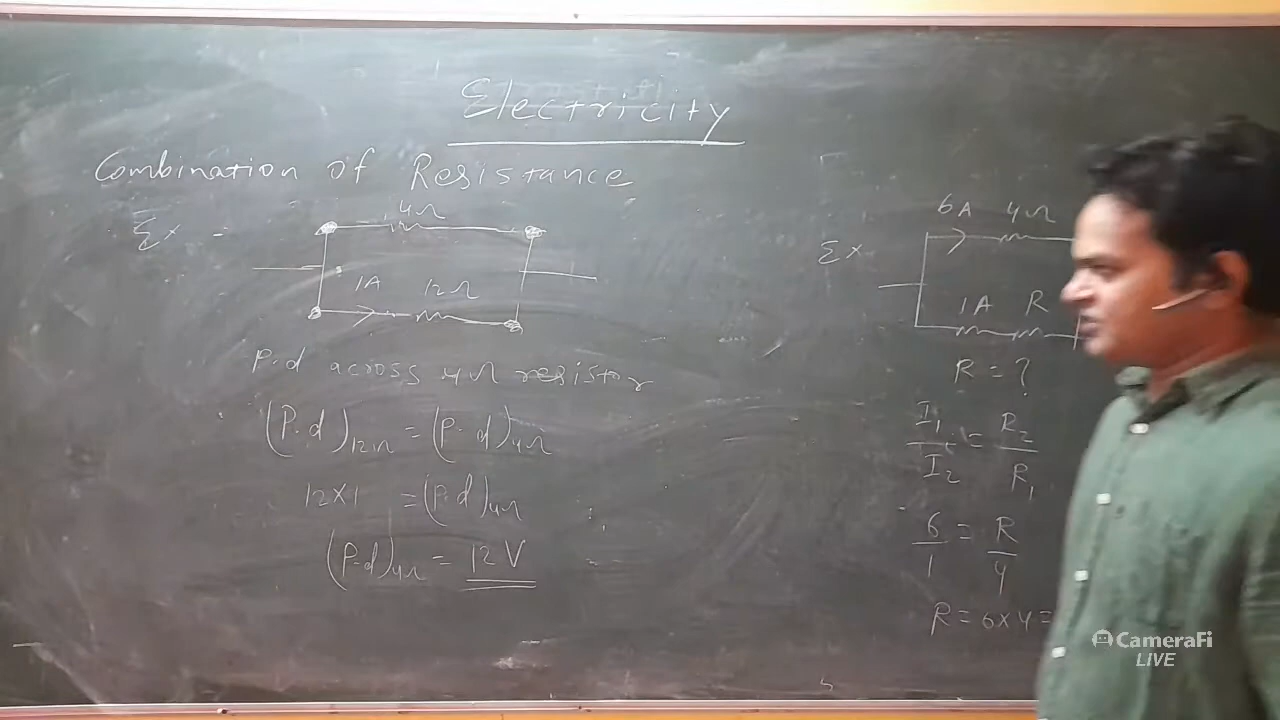 Electricity
Combination of Resistance
Ex -
4Ω
1A 12Ω
P.d across 4Ω resistor
(P.d)12Ω = (P.d)4Ω
12×1 = (P.d)4Ω
(P.d)4Ω = 12V
Ex
6A 4Ω
1A R
R = ?
I1/I2 = R2/R1
6/1 = R/4
R = 6×4 =
CameraFi
LIVE